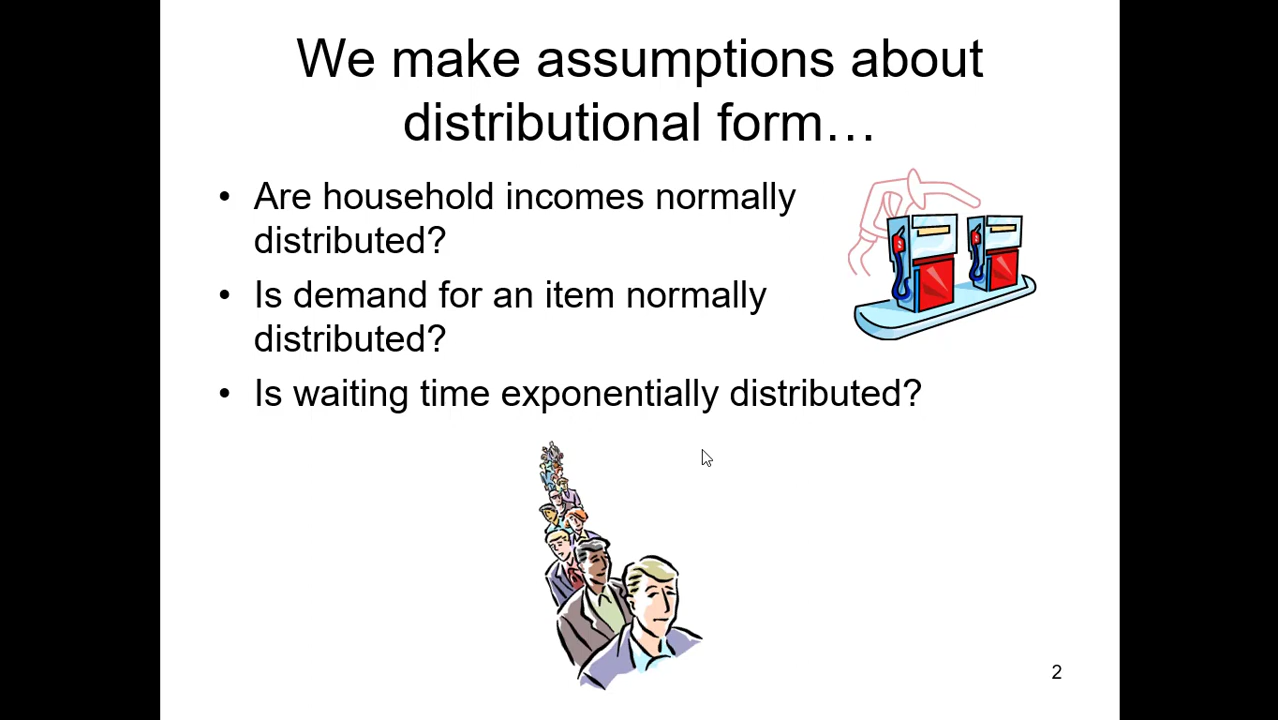 We make assumptions about
distributional form…
• Are household incomes normally
distributed?
• Is demand for an item normally
distributed?
• Is waiting time exponentially distributed?
2